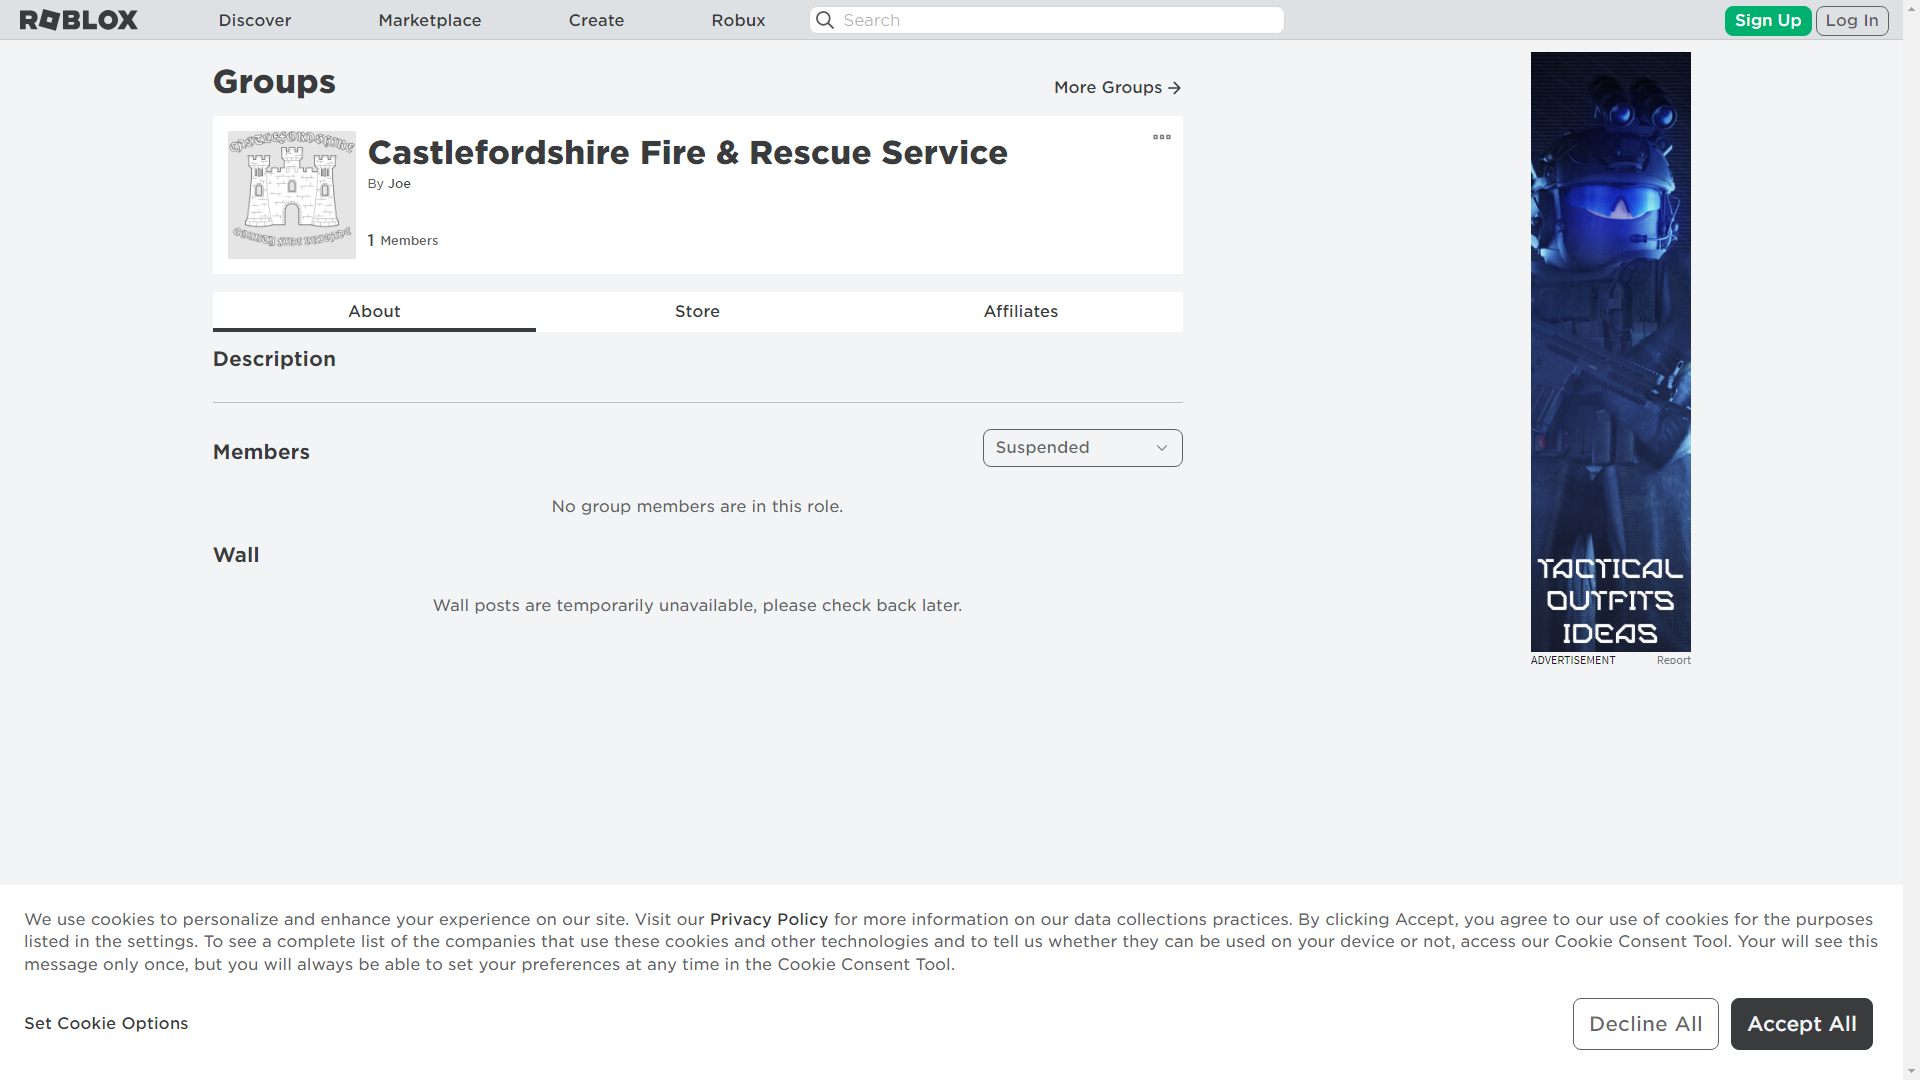 ROBLOX
Discover
Marketplace
Create
Robux
Search
Sign Up
Log In
Groups
More Groups
CASTLEFORDSHIRE
COUNTY FIRE BRIGADE
Castlefordshire Fire & Rescue Service
By Joe
1 Members
About
Store
Affiliates
Description
Members
Suspended
No group members are in this role.
Wall
Wall posts are temporarily unavailable, please check back later.
TACTICAL
OUTFITS
IDEAS
ADVERTISEMENT
Report
We use cookies to personalize and enhance your experience on our site. Visit our Privacy Policy for more information on our data collections practices. By clicking Accept, you agree to our use of cookies for the purposes
listed in the settings. To see a complete list of the companies that use these cookies and other technologies and to tell us whether they can be used on your device or not, access our Cookie Consent Tool. Your will see this
message only once, but you will always be able to set your preferences at any time in the Cookie Consent Tool.
Set Cookie Options
Decline All
Accept All